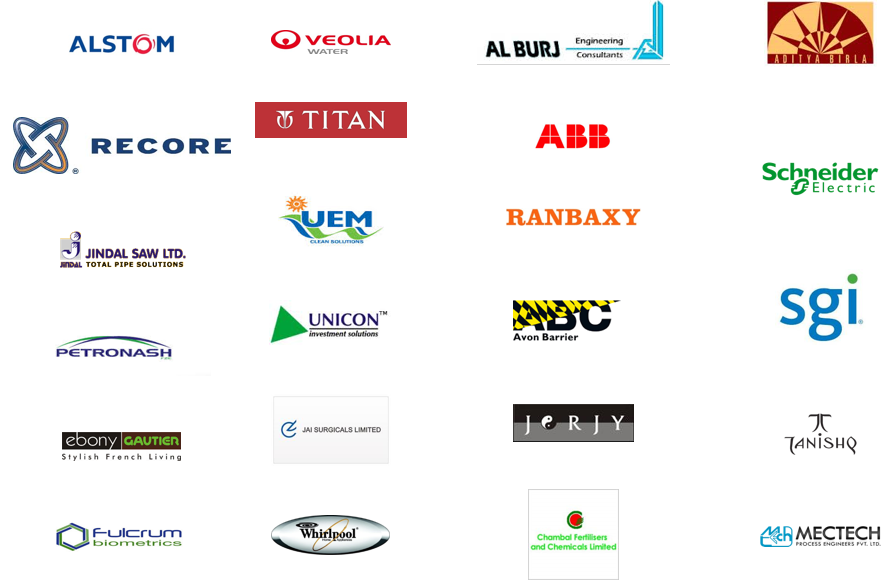 ALSTOM
VEOLIA
WATER
AL BURJ
Engineering
Consultants
ADITYA BIRLA
RECORE
®
TITAN
ABB
Schneider
Electric
UEM
CLEAN SOLUTIONS
RANBAXY
JINDAL
JINDAL SAW LTD.
TOTAL PIPE SOLUTIONS
UNICON™
investment solutions
ABC
Avon Barrier
sgi®
PETRONASH
ebony GAUTIER
Stylish French Living
JAI SURGICALS LIMITED
JORJY
TANISHQ
Fulcrum
biometrics
Whirlpool
Chambal Fertilisers
and Chemicals Limited
MECTECH
PROCESS ENGINEERS PVT. LTD.